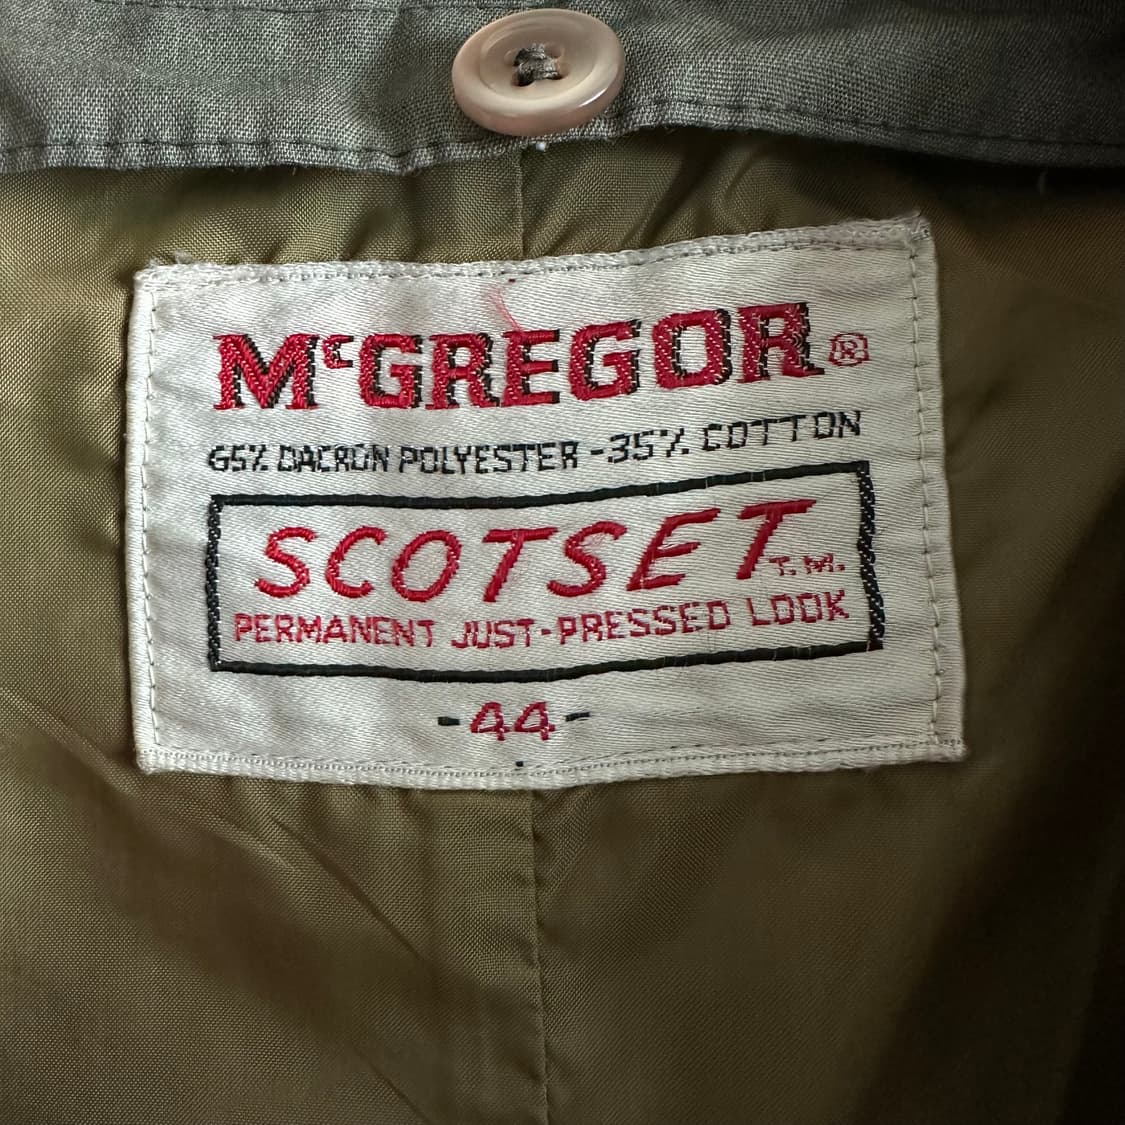 McGREGOR®
65% DACRON POLYESTER-35% COTTON
SCOTSET T.M.
PERMANENT JUST-PRESSED LOOK
-44-